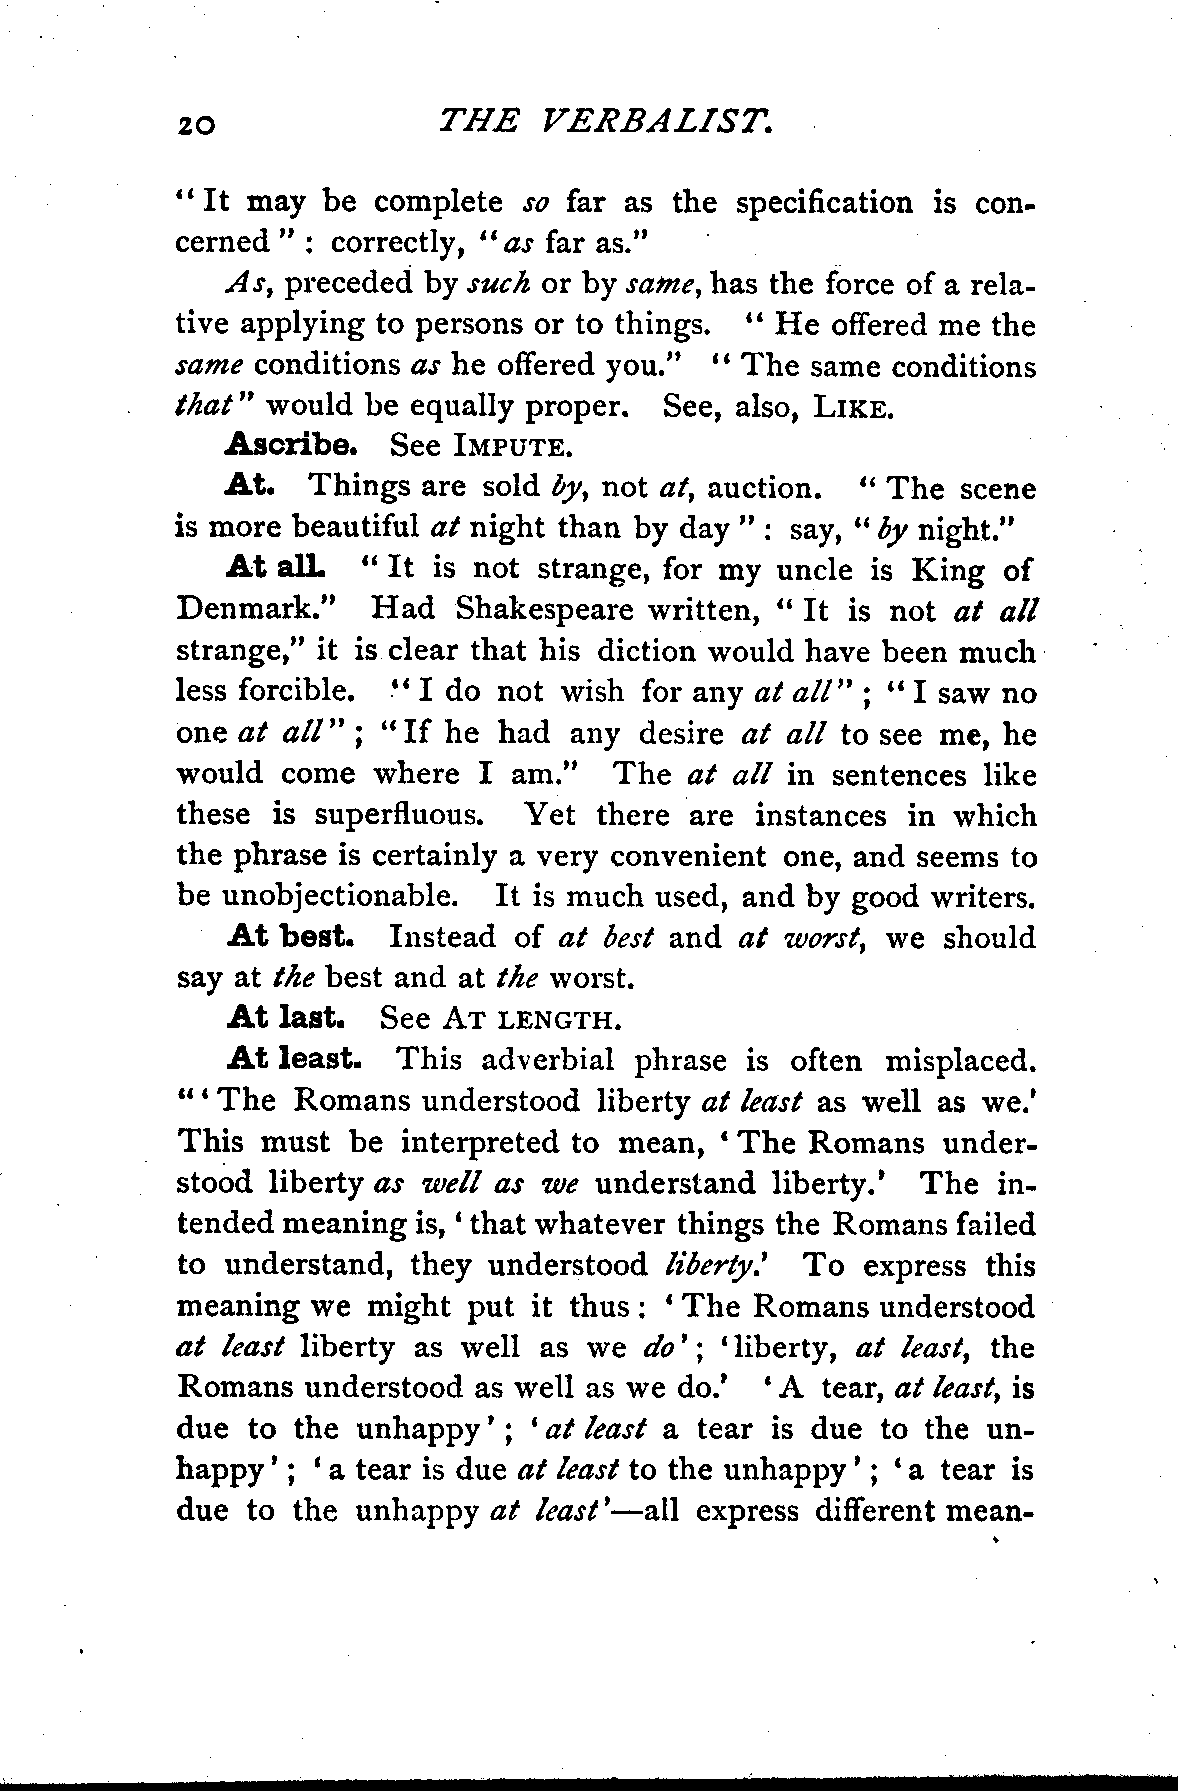 20 THE VERBALIST.
“ It may be complete so far as the specification is con-
cerned ” : correctly, “ as far as.”
As, preceded by such or by same, has the force of a rela-
tive applying to persons or to things. “ He offered me the
same conditions as he offered you.” “ The same conditions
that” would be equally proper. See, also, LIKE.
Ascribe. See IMPUTE.
At. Things are sold by, not at, auction. “ The scene
is more beautiful at night than by day ” : say, “ by night.”
At all. “ It is not strange, for my uncle is King of
Denmark.” Had Shakespeare written, “ It is not at all
strange,” it is clear that his diction would have been much
less forcible. “ I do not wish for any at all” ; “ I saw no
one at all” ; “ If he had any desire at all to see me, he
would come where I am.” The at all in sentences like
these is superfluous. Yet there are instances in which
the phrase is certainly a very convenient one, and seems to
be unobjectionable. It is much used, and by good writers.
At best. Instead of at best and at worst, we should
say at the best and at the worst.
At last. See AT LENGTH.
At least. This adverbial phrase is often misplaced.
“ ‘ The Romans understood liberty at least as well as we.’
This must be interpreted to mean, ‘ The Romans under-
stood liberty as well as we understand liberty.’ The in-
tended meaning is, ‘ that whatever things the Romans failed
to understand, they understood liberty.’ To express this
meaning we might put it thus : ‘ The Romans understood
at least liberty as well as we do’ ; ‘liberty, at least, the
Romans understood as well as we do.’ ‘ A tear, at least, is
due to the unhappy’ ; ‘ at least a tear is due to the un-
happy’ ; ‘ a tear is due at least to the unhappy’ ; ‘ a tear is
due to the unhappy at least’—all express different mean-